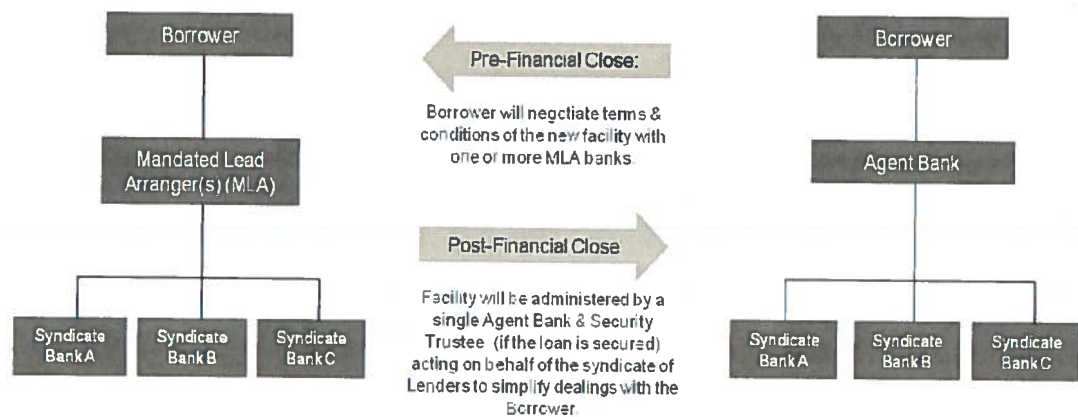 Borrower
Mandated Lead
Arranger(s) (MLA)
Syndicate
Bank A
Syndicate
Bank B
Syndicate
Bank C
Pre-Financial Close:
Borrower will negotiate terms &
conditions of the new facility with
one or more MLA banks.
Post-Financial Close
Facility will be administered by a
single Agent Bank & Security
Trustee (if the loan is secured)
acting on behalf of the syndicate of
Lenders to simplify dealings with the
Borrower.
Borrower
Agent Bank
Syndicate
Bank A
Syndicate
Bank B
Syndicate
Bank C